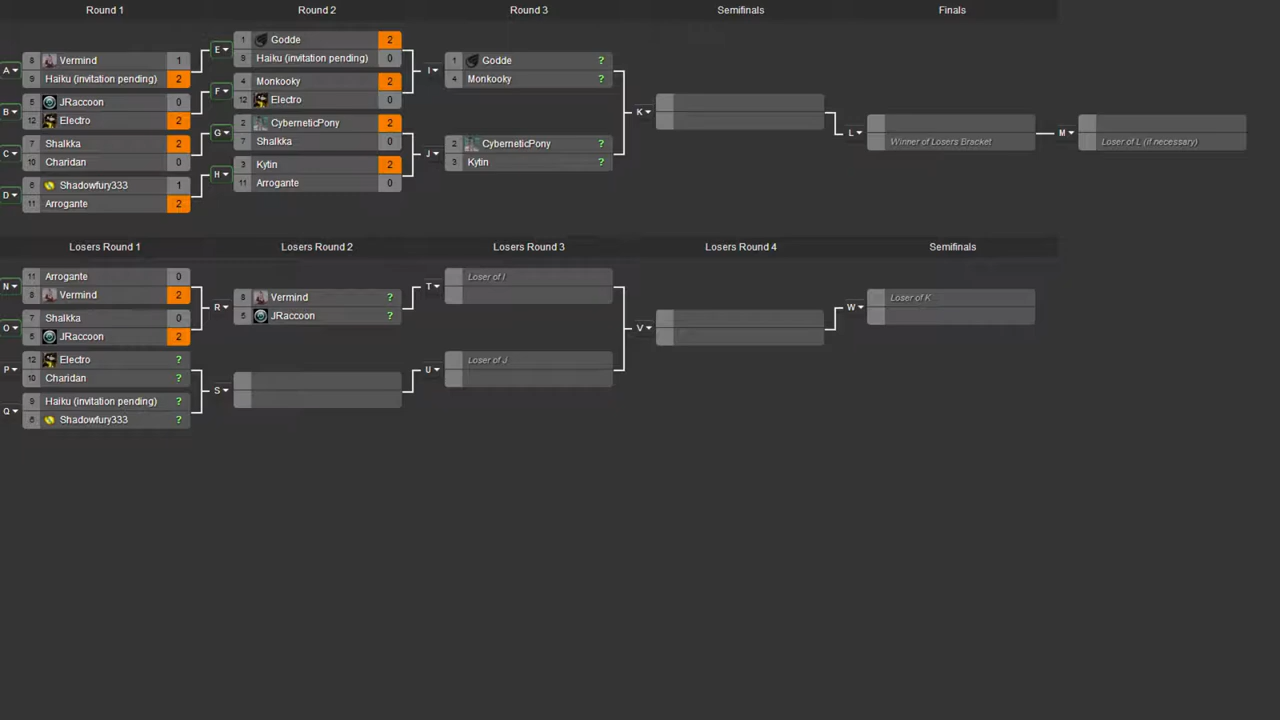 Round 1
Round 2
Round 3
Semifinals
Finals
A
8 Vermind 1
9 Haiku (invitation pending) 2
B
5 JRaccoon 0
12 Electro 2
C
7 Shalkka 2
10 Charidan 0
D
6 Shadowfury333 1
11 Arrogante 2
E
1 Godde 2
9 Haiku (invitation pending) 0
F
4 Monkooky 2
12 Electro 0
G
2 CyberneticPony 2
7 Shalkka 0
H
3 Kytin 2
11 Arrogante 0
I
1 Godde ?
4 Monkooky ?
J
2 CyberneticPony ?
3 Kytin ?
K
L
Winner of Losers Bracket
M
Loser of L (if necessary)
Losers Round 1
Losers Round 2
Losers Round 3
Losers Round 4
Semifinals
N
11 Arrogante 0
8 Vermind 2
O
7 Shalkka 0
5 JRaccoon 2
P
12 Electro ?
10 Charidan ?
Q
9 Haiku (invitation pending) ?
6 Shadowfury333 ?
R
8 Vermind ?
5 JRaccoon ?
S
T
Loser of I
U
Loser of J
V
W
Loser of K